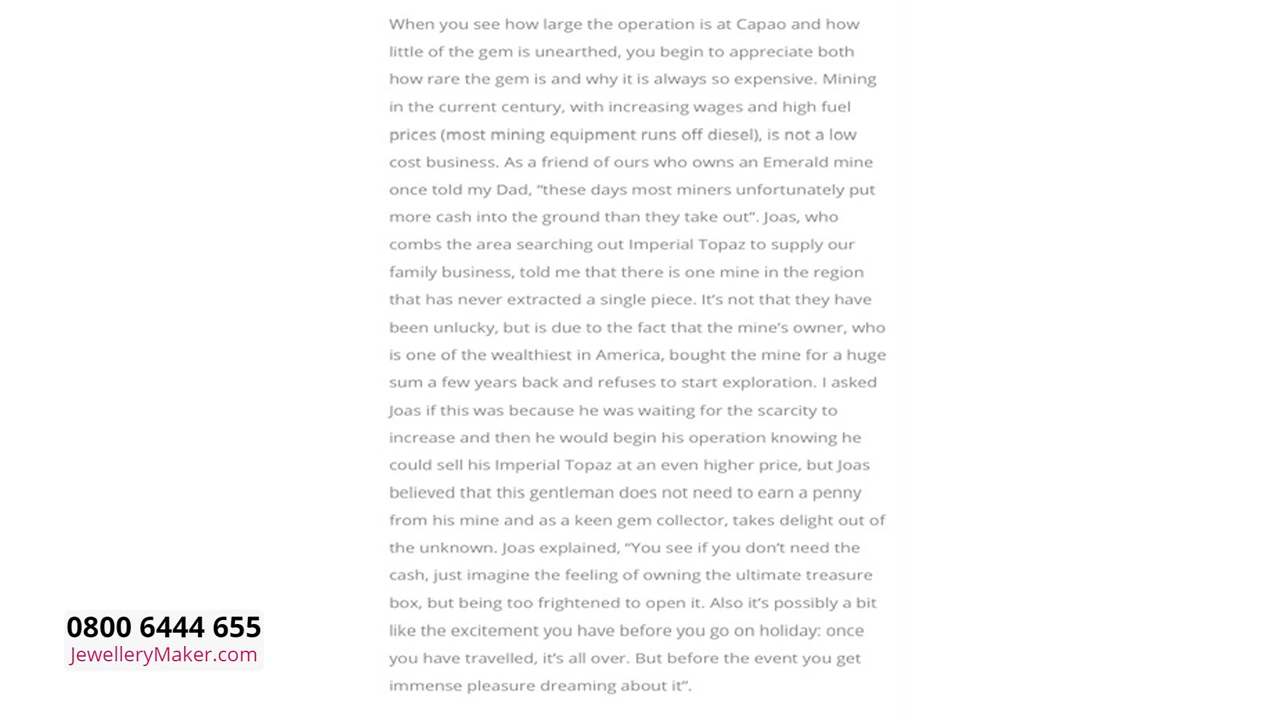 When you see how large the operation is at Capao and how
little of the gem is unearthed, you begin to appreciate both
how rare the gem is and why it is always so expensive. Mining
in the current century, with increasing wages and high fuel
prices (most mining equipment runs off diesel), is not a low
cost business. As a friend of ours who owns an Emerald mine
once told my Dad, “these days most miners unfortunately put
more cash into the ground than they take out”. Joas, who
combs the area searching out Imperial Topaz to supply our
family business, told me that there is one mine in the region
that has never extracted a single piece. It’s not that they have
been unlucky, but is due to the fact that the mine’s owner, who
is one of the wealthiest in America, bought the mine for a huge
sum a few years back and refuses to start exploration. I asked
Joas if this was because he was waiting for the scarcity to
increase and then he would begin his operation knowing he
could sell his Imperial Topaz at an even higher price, but Joas
believed that this gentleman does not need to earn a penny
from his mine and as a keen gem collector, takes delight out of
the unknown. Joas explained, “You see if you don’t need the
cash, just imagine the feeling of owning the ultimate treasure
box, but being too frightened to open it. Also it’s possibly a bit
like the excitement you have before you go on holiday: once
you have travelled, it’s all over. But before the event you get
immense pleasure dreaming about it”.
0800 6444 655
JewelleryMaker.com